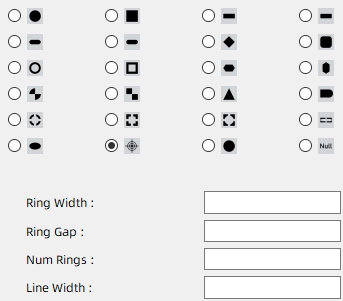 Null
Ring Width :
Ring Gap :
Num Rings :
Line Width :